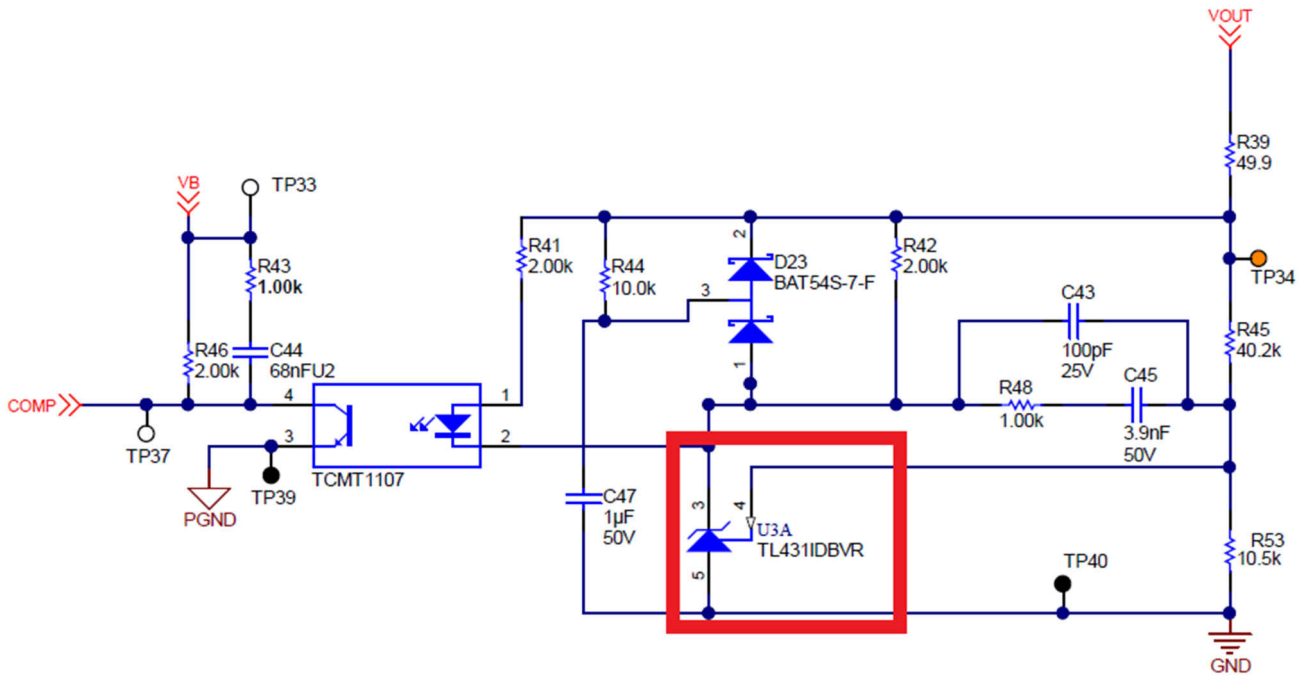 VOUT
R39
49.9
VB
TP33
R43
1.00k
R41
2.00k
R44
10.0k
2
D23
BAT54S-7-F
3
1
R42
2.00k
TP34
C43
100pF
25V
R45
40.2k
R46
2.00k
C44
68nFU2
R48
1.00k
C45
3.9nF
50V
COMP
4
1
TP37
3
2
TP39
TCMT1107
PGND
C47
1µF
50V
3
4
U3A
TL431IDBVR
5
TP40
R53
10.5k
GND